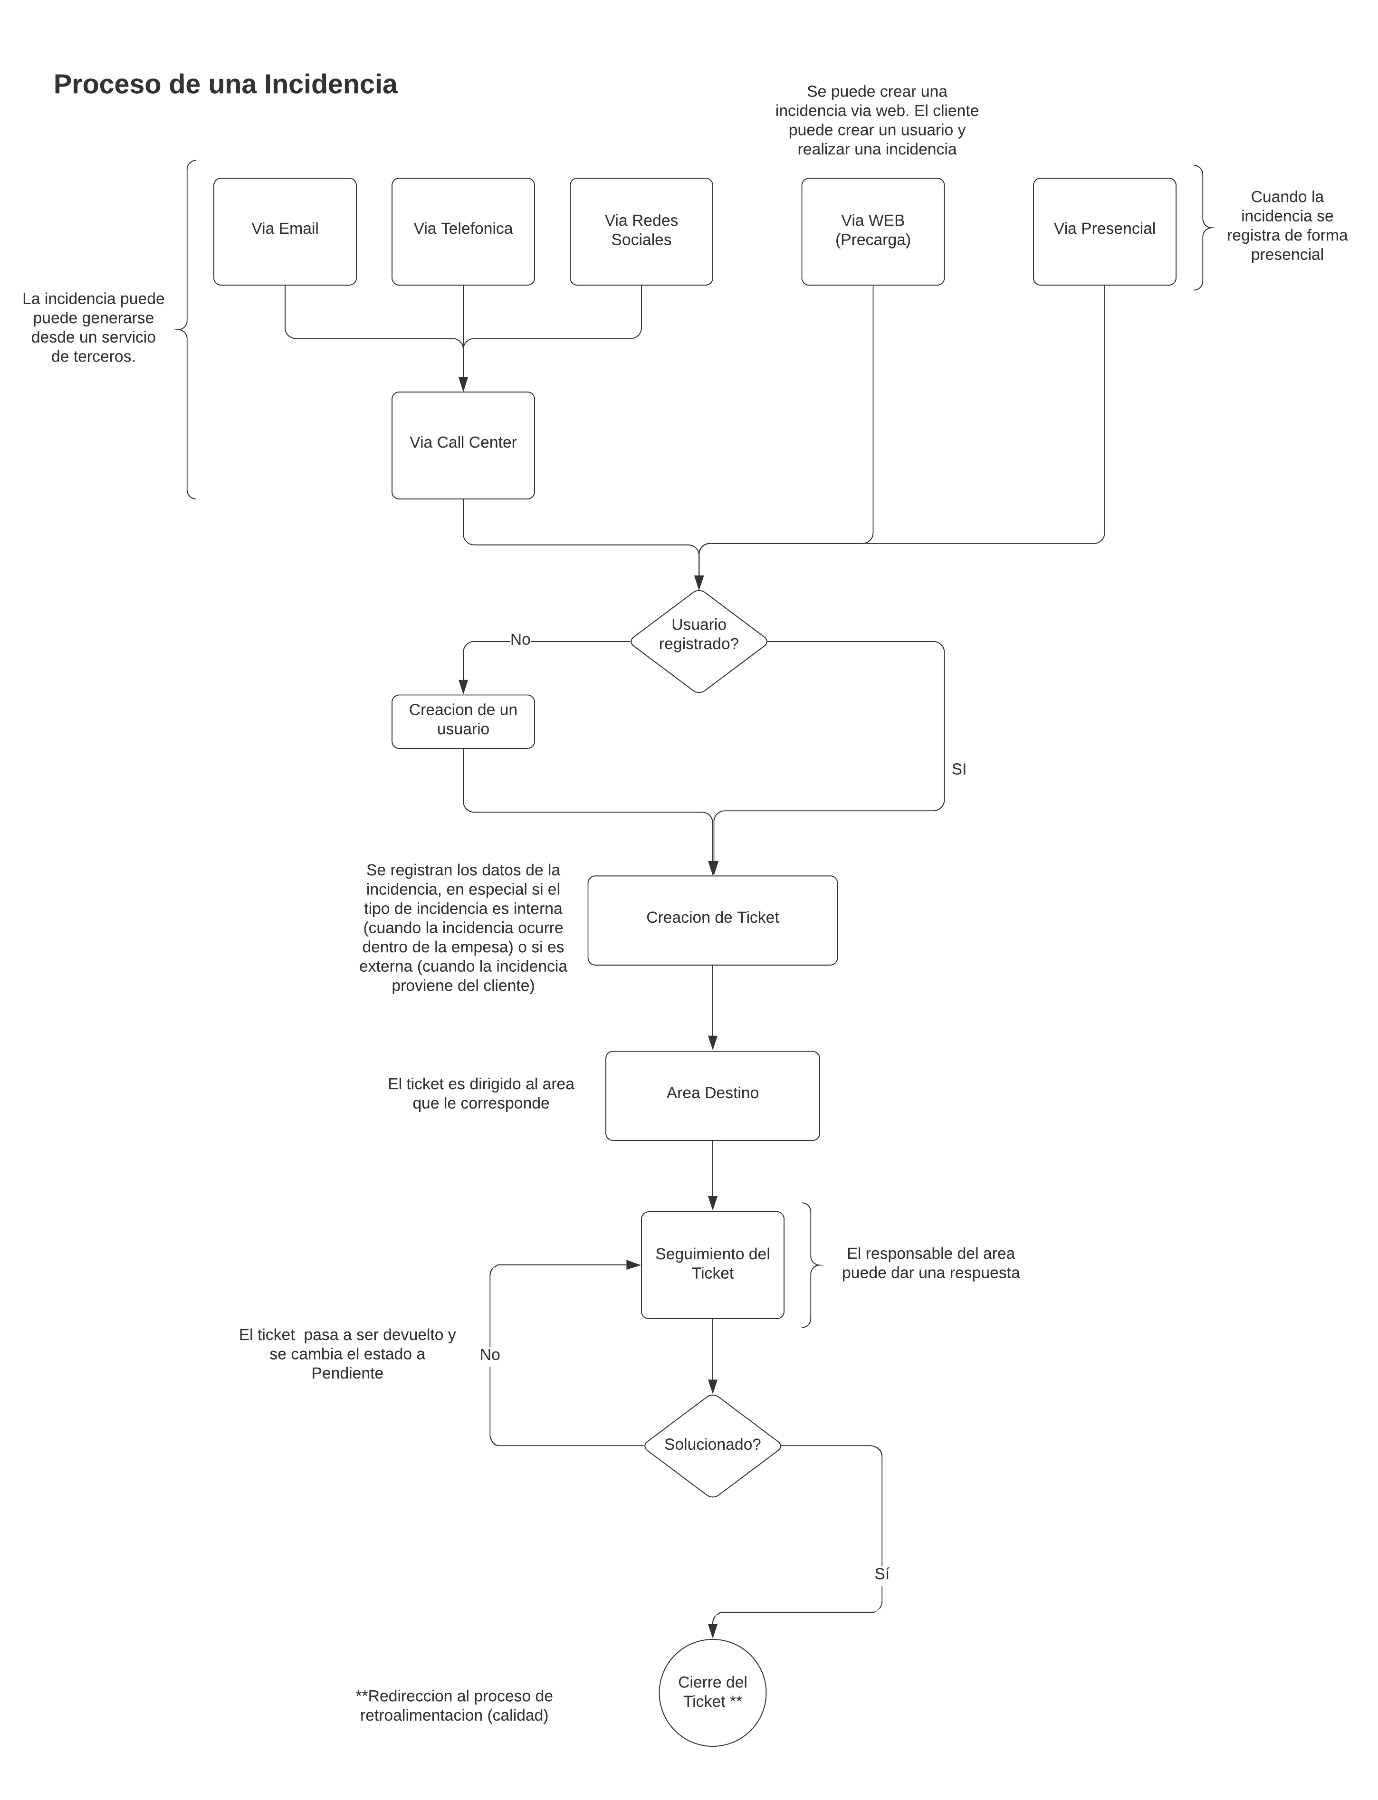 Proceso de una Incidencia
Se puede crear una
incidencia via web. El cliente
puede crear un usuario y
realizar una incidencia
Via Email
Via Telefonica
Via Redes
Sociales
Via WEB
(Precarga)
Via Presencial
Cuando la
incidencia se
registra de forma
presencial
La incidencia puede
puede generarse
desde un servicio
de terceros.
Via Call Center
Usuario
registrado?
No
Creacion de un
usuario
SI
Se registran los datos de la
incidencia, en especial si el
tipo de incidencia es interna
(cuando la incidencia ocurre
dentro de la empesa) o si es
externa (cuando la incidencia
proviene del cliente)
Creacion de Ticket
El ticket es dirigido al area
que le corresponde
Area Destino
Seguimiento del
Ticket
El responsable del area
puede dar una respuesta
El ticket  pasa a ser devuelto y
se cambia el estado a
Pendiente
No
Solucionado?
Sí
Cierre del
Ticket **
**Redireccion al proceso de
retroalimentacion (calidad)